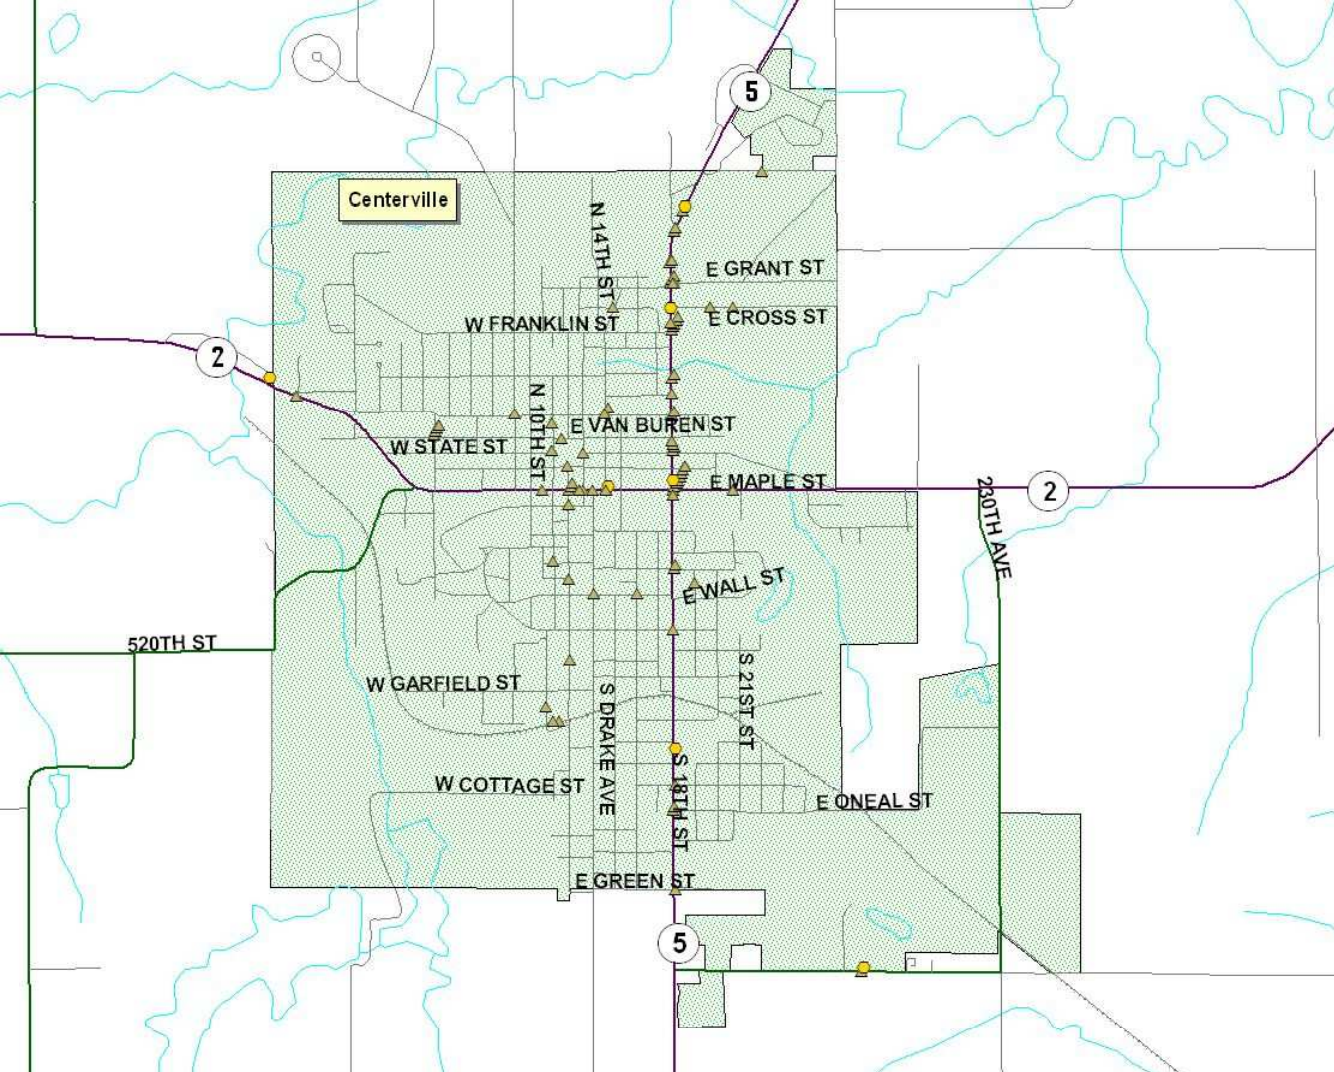 5
Centerville
N 14TH ST
E GRANT ST
W FRANKLIN ST
E CROSS ST
2
N 10TH ST
E VAN BUREN ST
W STATE ST
E MAPLE ST
2
230TH AVE
E WALL ST
520TH ST
W GARFIELD ST
S 21ST ST
S DRAKE AVE
S 18TH ST
W COTTAGE ST
E ONEAL ST
E GREEN ST
5